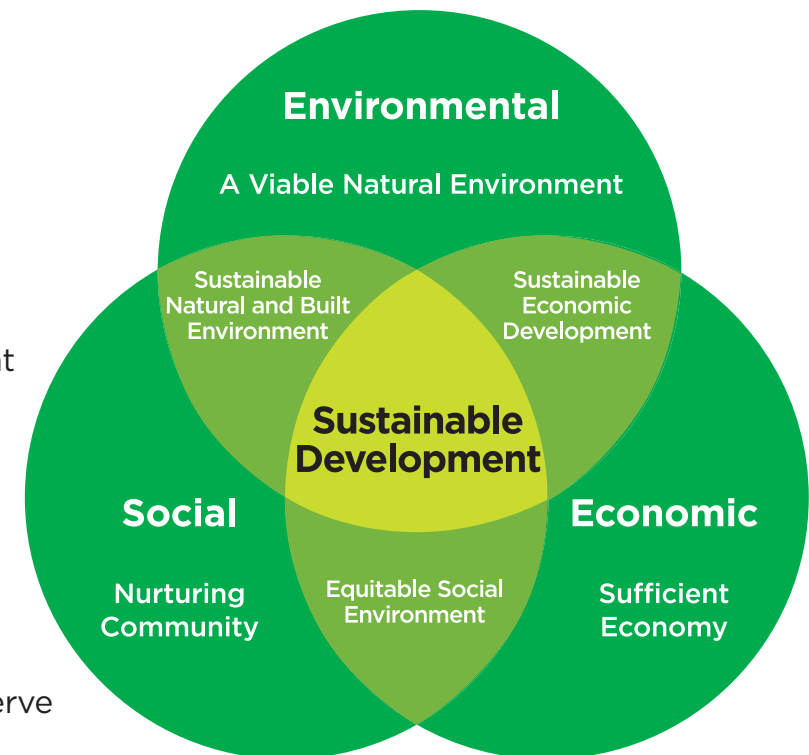 Environmental
A Viable Natural Environment
Sustainable
Natural and Built
Environment
Sustainable
Economic
Development
Sustainable
Development
Social
Nurturing
Community
Equitable Social
Environment
Economic
Sufficient
Economy